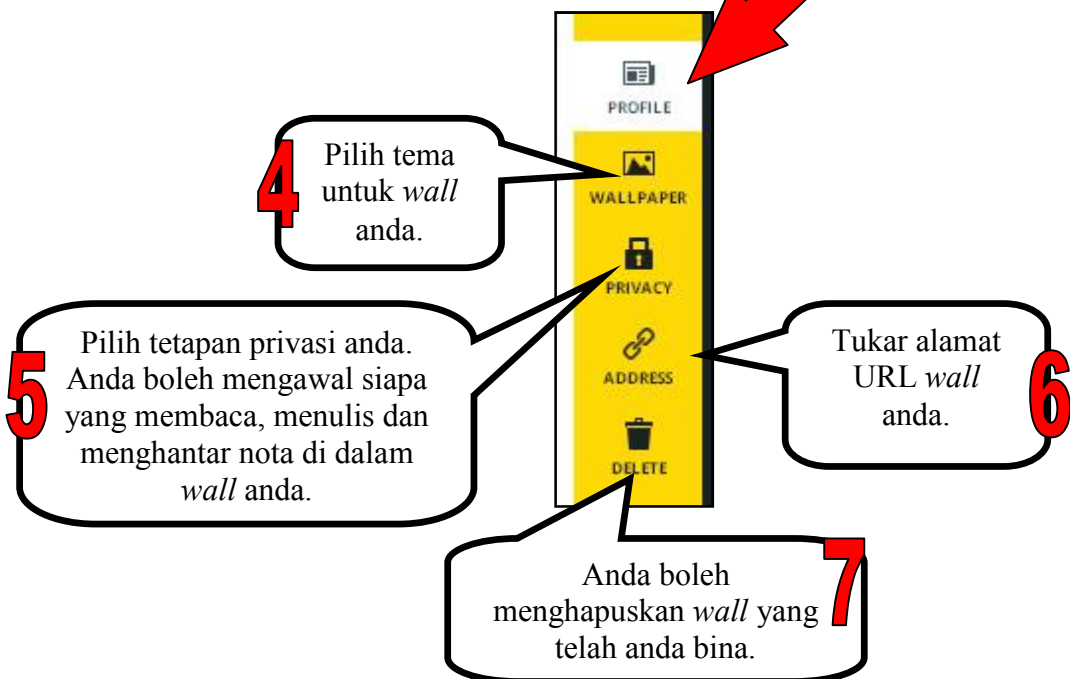 PROFILE
4
Pilih tema
untuk wall
anda.
WALLPAPER
PRIVACY
5
Pilih tetapan privasi anda.
Anda boleh mengawal siapa
yang membaca, menulis dan
menghantar nota di dalam
wall anda.
ADDRESS
Tukar alamat
URL wall
anda.
6
DELETE
Anda boleh
menghapuskan wall yang
telah anda bina.
7